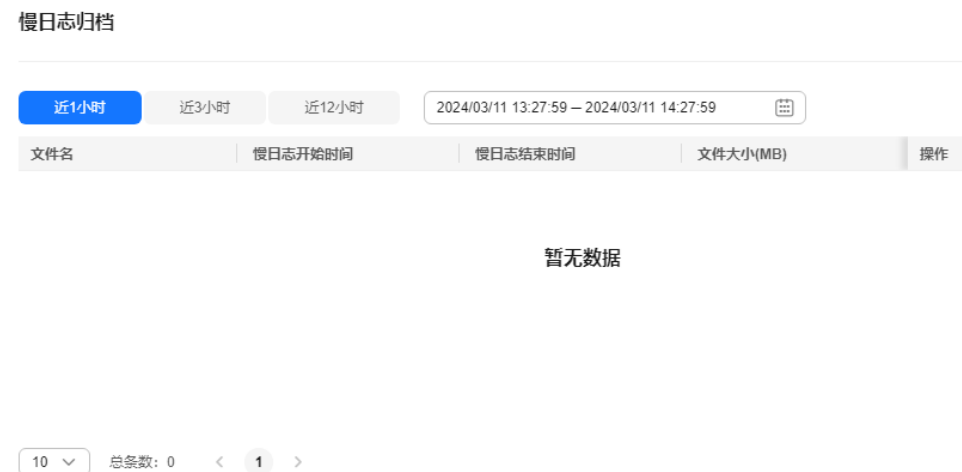 慢日志归档
近1小时 近3小时 近12小时 2024/03/11 13:27:59 — 2024/03/11 14:27:59
文件名 慢日志开始时间 慢日志结束时间 文件大小(MB) 操作
暂无数据
10 总条数: 0 < 1 >